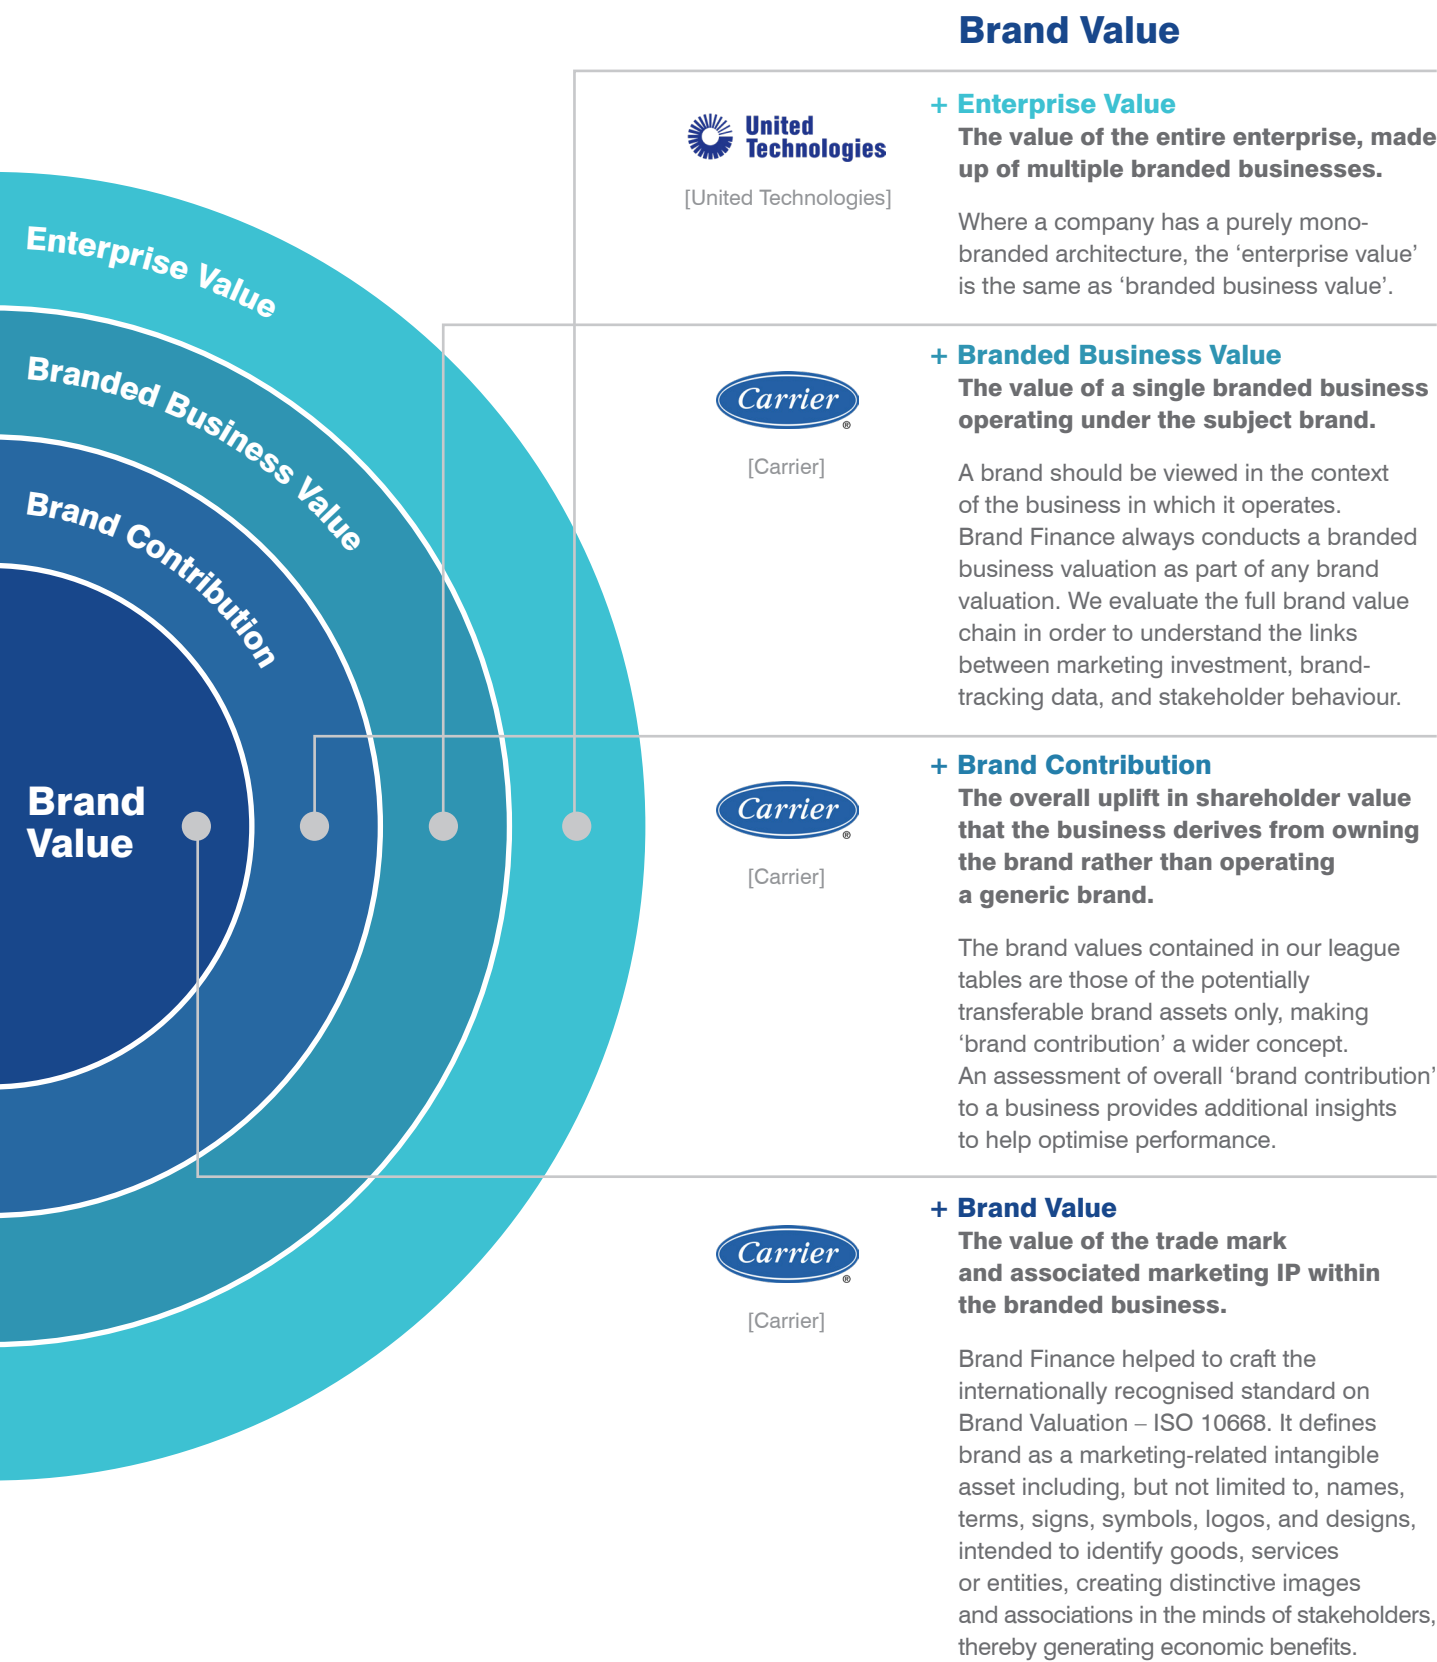 Brand Value
United
Technologies
[United Technologies]
+ Enterprise Value
The value of the entire enterprise, made
up of multiple branded businesses.
Where a company has a purely mono-
branded architecture, the ‘enterprise value’
is the same as ‘branded business value’.
Enterprise Value
Branded Business Value
Brand Contribution
Brand
Value
Carrier
®
[Carrier]
+ Branded Business Value
The value of a single branded business
operating under the subject brand.
A brand should be viewed in the context
of the business in which it operates.
Brand Finance always conducts a branded
business valuation as part of any brand
valuation. We evaluate the full brand value
chain in order to understand the links
between marketing investment, brand-
tracking data, and stakeholder behaviour.
Carrier
®
[Carrier]
+ Brand Contribution
The overall uplift in shareholder value
that the business derives from owning
the brand rather than operating
a generic brand.
The brand values contained in our league
tables are those of the potentially
transferable brand assets only, making
‘brand contribution’ a wider concept.
An assessment of overall ‘brand contribution’
to a business provides additional insights
to help optimise performance.
Carrier
®
[Carrier]
+ Brand Value
The value of the trade mark
and associated marketing IP within
the branded business.
Brand Finance helped to craft the
internationally recognised standard on
Brand Valuation – ISO 10668. It defines
brand as a marketing-related intangible
asset including, but not limited to, names,
terms, signs, symbols, logos, and designs,
intended to identify goods, services
or entities, creating distinctive images
and associations in the minds of stakeholders,
thereby generating economic benefits.